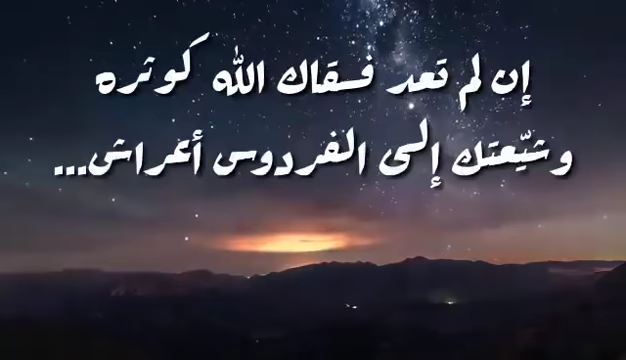 إن لم تعد فسقاك الله كوثره
وشيّعتك إلى الفردوس أعراش...